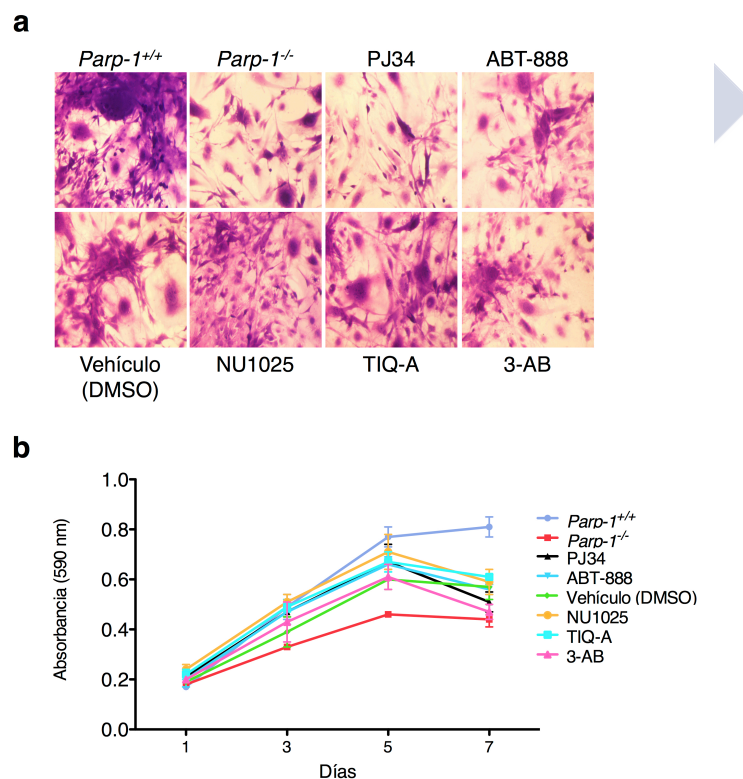 a
Parp-1+/+ Parp-1-/- PJ34 ABT-888
Vehículo NU1025 TIQ-A 3-AB
(DMSO)
b
1.0
0.8
0.6
0.4
0.2
0.0
Absorbancia (590 nm)
1 3 5 7
Días
Parp-1+/+
Parp-1-/-
PJ34
ABT-888
Vehículo (DMSO)
NU1025
TIQ-A
3-AB